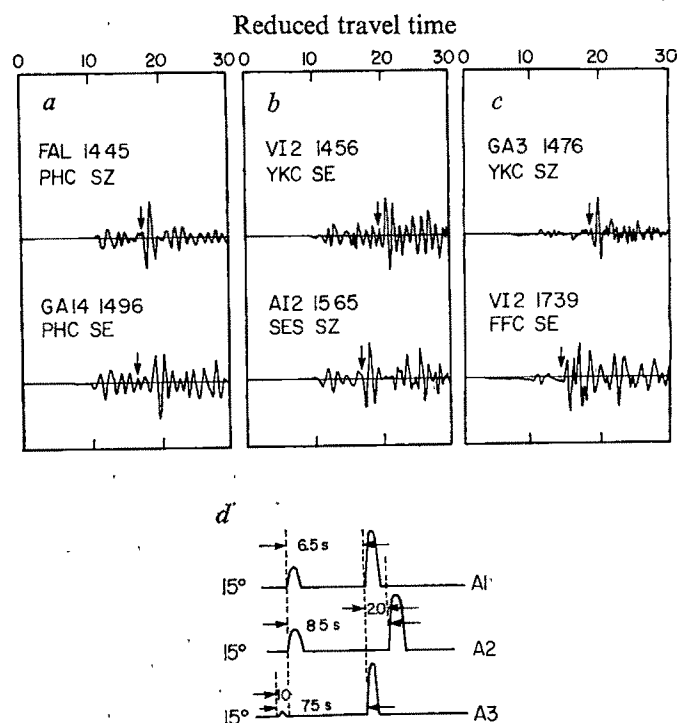 Reduced travel time
0 10 20 30 0 10 20 30 0 10 20 30
a
FAL 1445
PHC SZ
GA14 1496
PHC SE
b
VI2 1456
YKC SE
AI2 1565
SES SZ
c
GA3 1476
YKC SZ
VI2 1739
FFC SE
d
6.5 s
15° A1
2.0
8.5 s
15° A2
1.0
7.5 s
15° A3